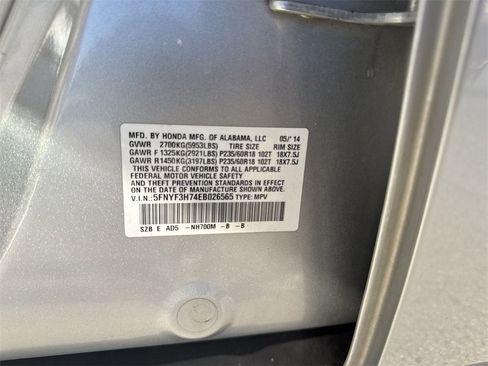 MFD. BY HONDA MFG. OF ALABAMA, LLC 05/'14
GVWR 2700KG(5953LBS) TIRE SIZE RIM SIZE
GAWR F 1325KG(2921LBS) P235/60R18 102T 18X7.5J
GAWR R1450KG(3197LBS) P235/60R18 102T 18X7.5J
THIS VEHICLE CONFORMS TO ALL APPLICABLE
FEDERAL MOTOR VEHICLE SAFETY
AND THEFT PREVENTION STANDARDS IN EFFECT
ON THE DATE OF MANUFACTURE SHOWN ABOVE.
V.I.N.: 5FNYF3H74EB026565 TYPE: MPV
SZB E AD5 -NH700M -B -B